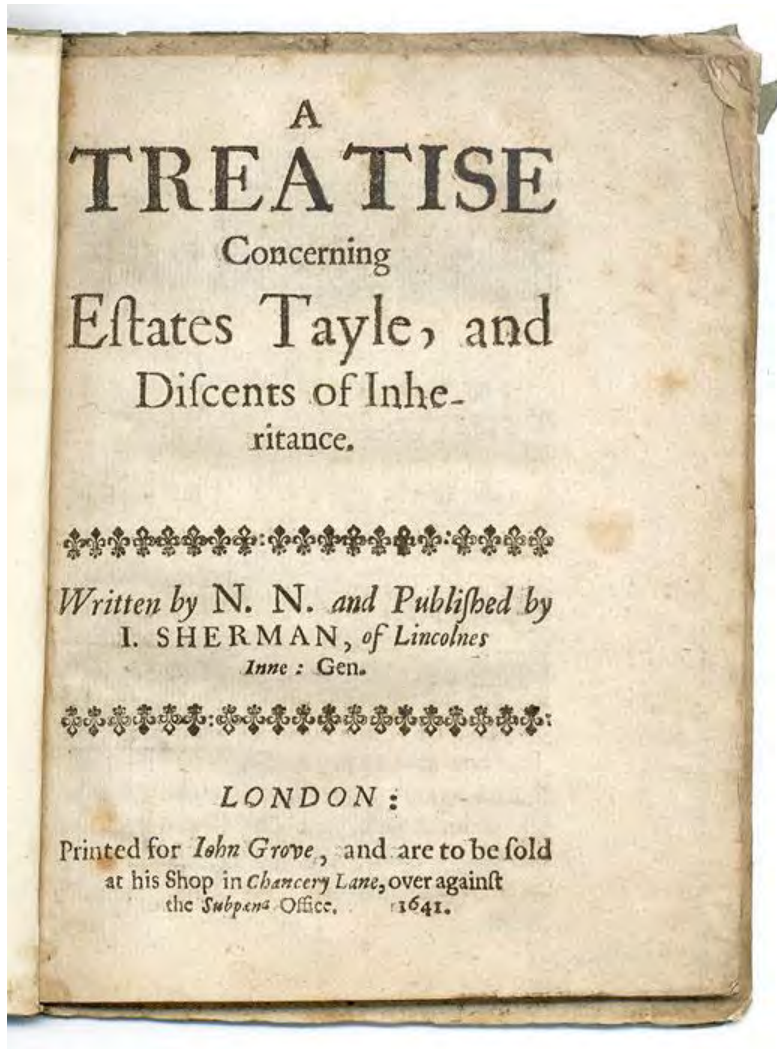 A
TREATISE
Concerning
Eſtates Tayle, and
Diſcents of Inhe-
ritance.
Written by N. N. and Publiſhed by
I. SHERMAN, of Lincolnes
Inne: Gen.
LONDON:
Printed for Iohn Grove, and are to be ſold
at his Shop in Chancery Lane, over againſt
the Subpæna Office. 1641.